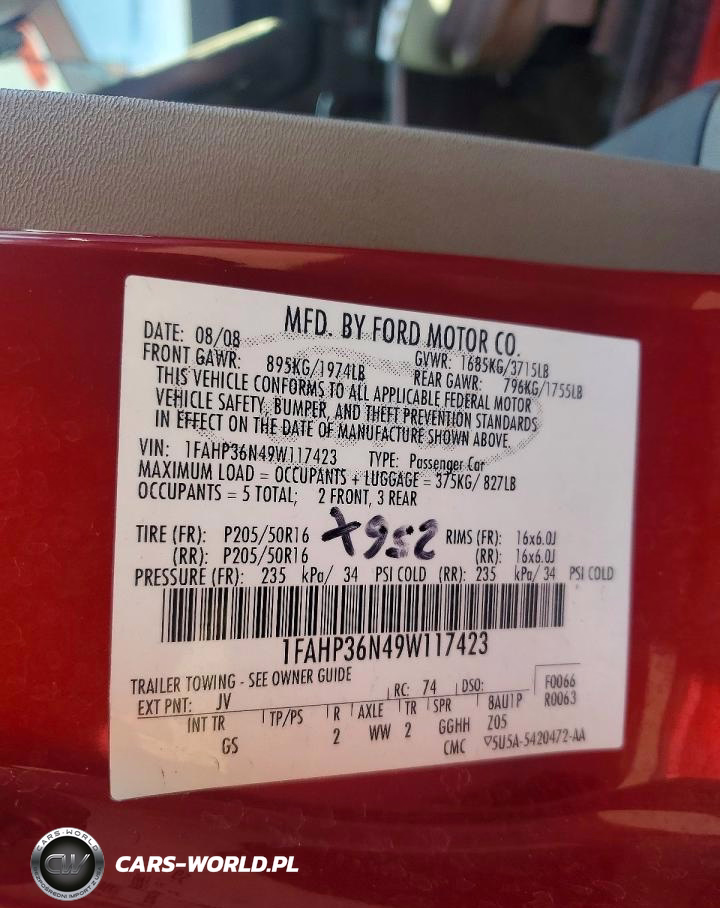 MFD. BY FORD MOTOR CO.
DATE: 08/08 GVWR: 1685KG/3715LB
FRONT GAWR: 895KG/1974LB REAR GAWR: 796KG/1755LB
THIS VEHICLE CONFORMS TO ALL APPLICABLE FEDERAL MOTOR
VEHICLE SAFETY, BUMPER, AND THEFT PREVENTION STANDARDS
IN EFFECT ON THE DATE OF MANUFACTURE SHOWN ABOVE.
VIN: 1FAHP36N49W117423 TYPE: Passenger Car
MAXIMUM LOAD = OCCUPANTS + LUGGAGE = 375KG/ 827LB
OCCUPANTS = 5 TOTAL; 2 FRONT, 3 REAR
TIRE (FR): P205/50R16 RIMS (FR): 16x6.0J
(RR): P205/50R16 (RR): 16x6.0J
PRESSURE (FR): 235 kPa/ 34 PSI COLD (RR): 235 kPa/ 34 PSI COLD
1FAHP36N49W117423
TRAILER TOWING - SEE OWNER GUIDE
RC: 74 DSO: F0066
EXT PNT: JV R0063
INT TR TP/PS R AXLE TR SPR 8AU1P
GS 2 WW 2 GGHH Z05
CMC 5U5A-5420472-AA
CARS-WORLD
CW
CARS-WORLD.PL